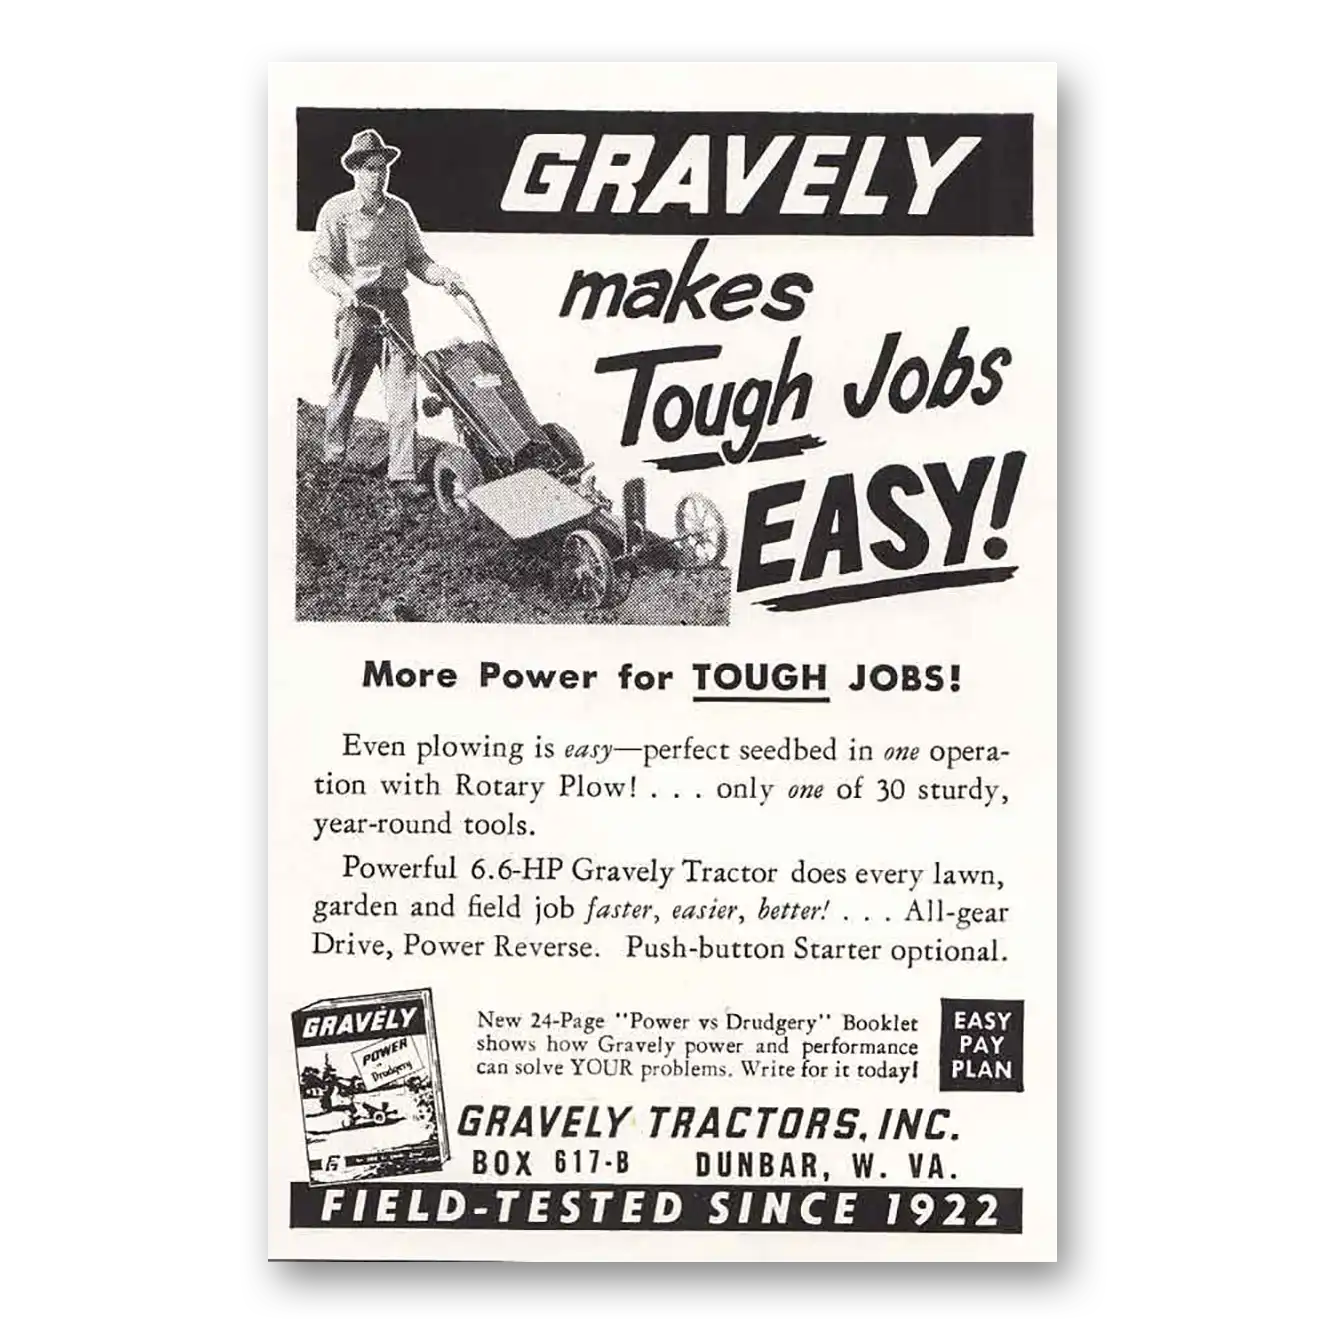 GRAVELY
makes
Tough Jobs
EASY!
More Power for TOUGH JOBS!
Even plowing is easy—perfect seedbed in one opera-
tion with Rotary Plow! . . . only one of 30 sturdy,
year-round tools.
Powerful 6.6-HP Gravely Tractor does every lawn,
garden and field job faster, easier, better! . . . All-gear
Drive, Power Reverse. Push-button Starter optional.
GRAVELY
POWER
Drudgery
New 24-Page "Power vs Drudgery" Booklet
shows how Gravely power and performance
can solve YOUR problems. Write for it today!
EASY
PAY
PLAN
GRAVELY TRACTORS, INC.
BOX 617-B DUNBAR, W. VA.
FIELD-TESTED SINCE 1922